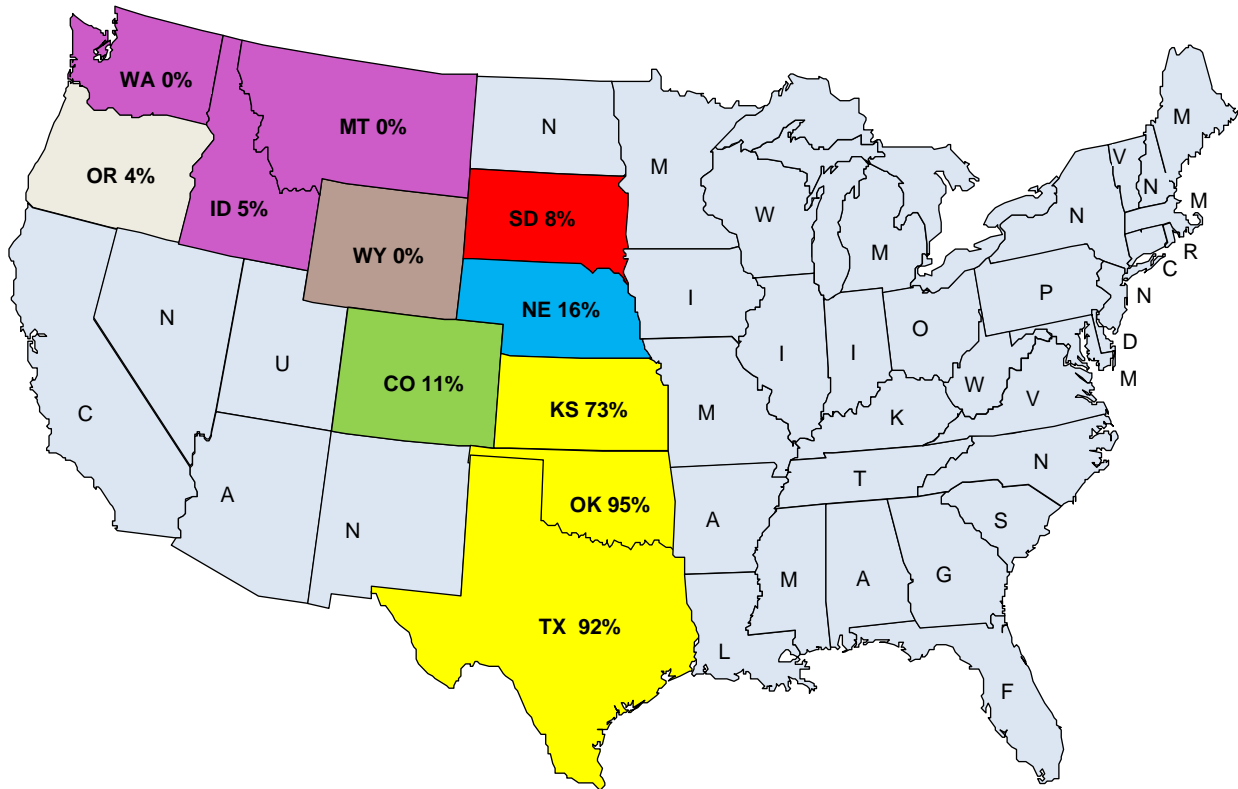 WA 0%
MT 0%
N
M
M
OR 4%
V
N
ID 5%
SD 8%
W
N
M
WY 0%
M
R
C
I
P
N
N
NE 16%
O
D
U
I
I
M
CO 11%
W
V
C
KS 73%
M
K
N
T
A
OK 95%
A
S
N
M
A
G
TX 92%
L
F